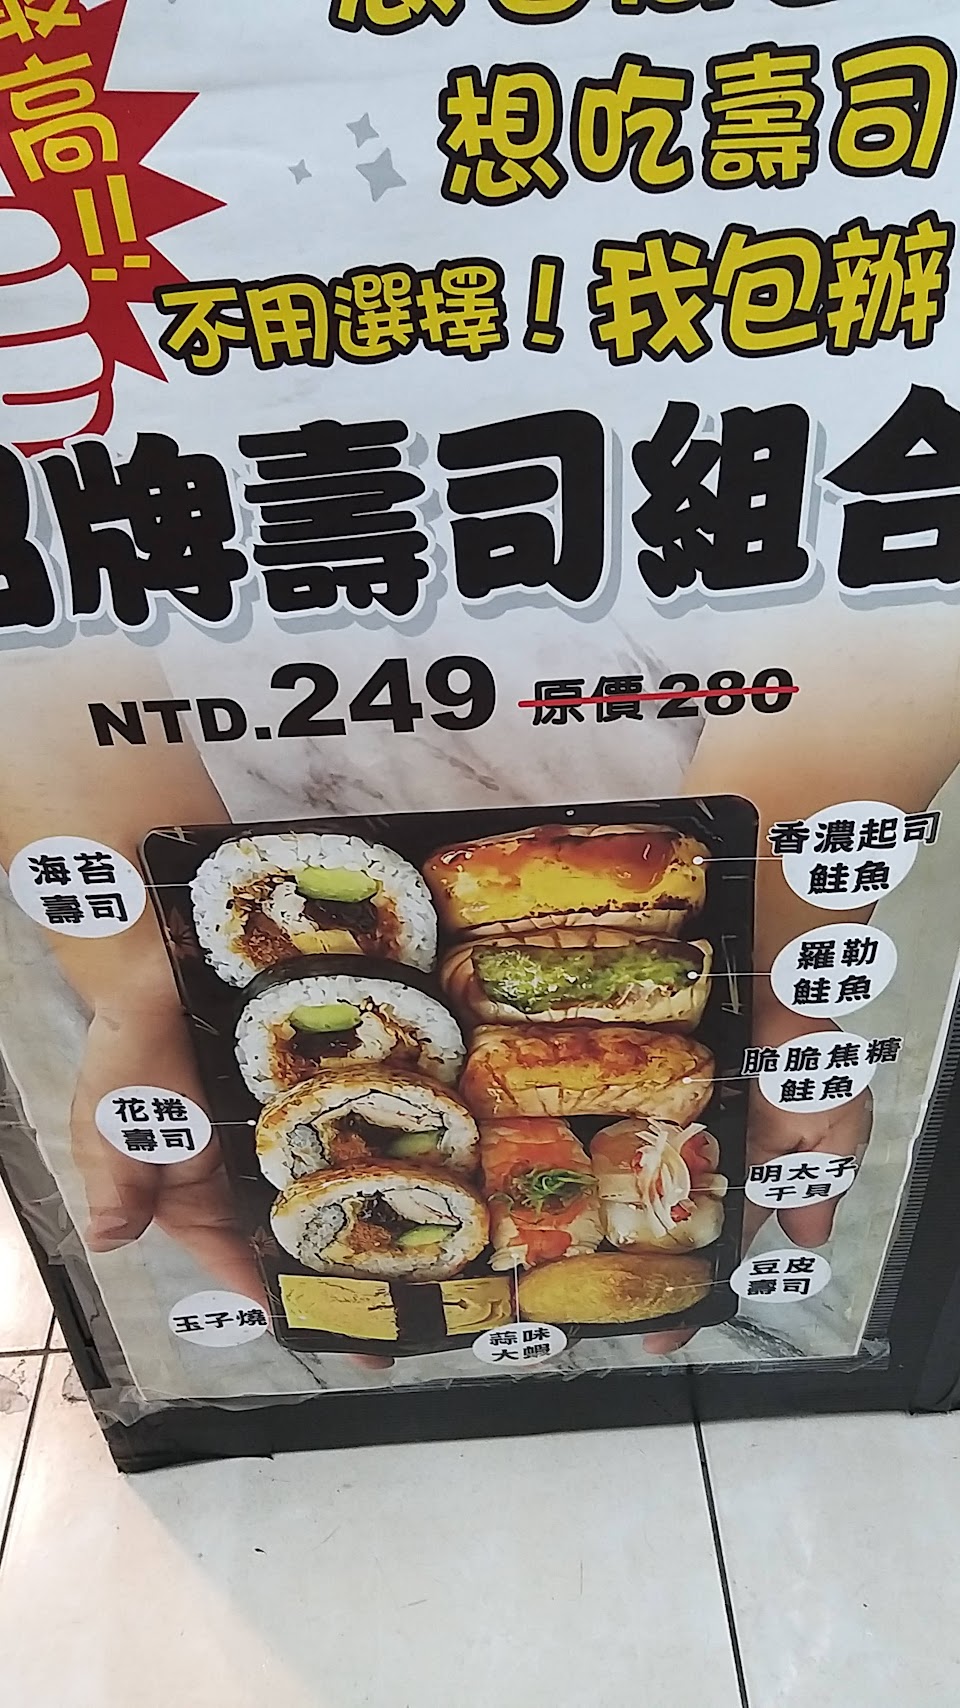 最高!!
想吃壽司
不用選擇！我包辦
招牌壽司組合
NTD.249 原價280
海苔
壽司
香濃起司
鮭魚
羅勒
鮭魚
脆脆焦糖
鮭魚
花捲
壽司
明太子
干貝
豆皮
壽司
玉子燒
蒜味
大蝦